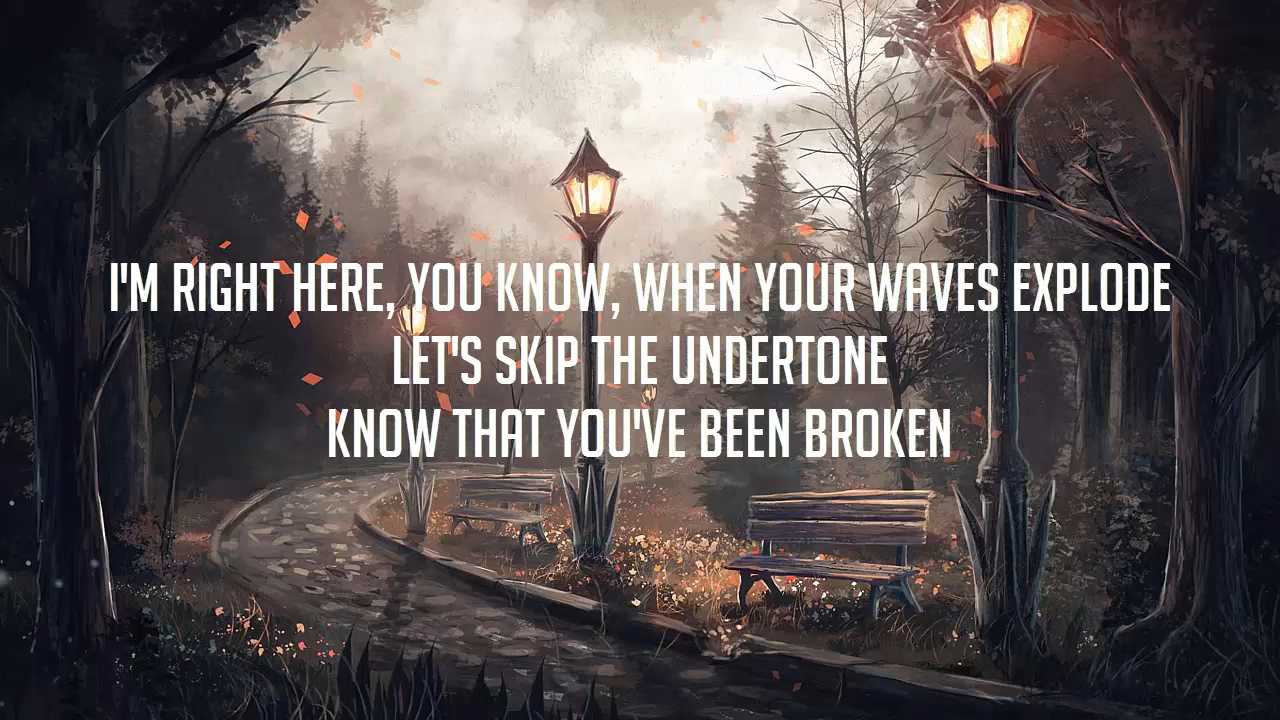 I'M RIGHT HERE, YOU KNOW, WHEN YOUR WAVES EXPLODE
LET'S SKIP THE UNDERTONE
KNOW THAT YOU'VE BEEN BROKEN